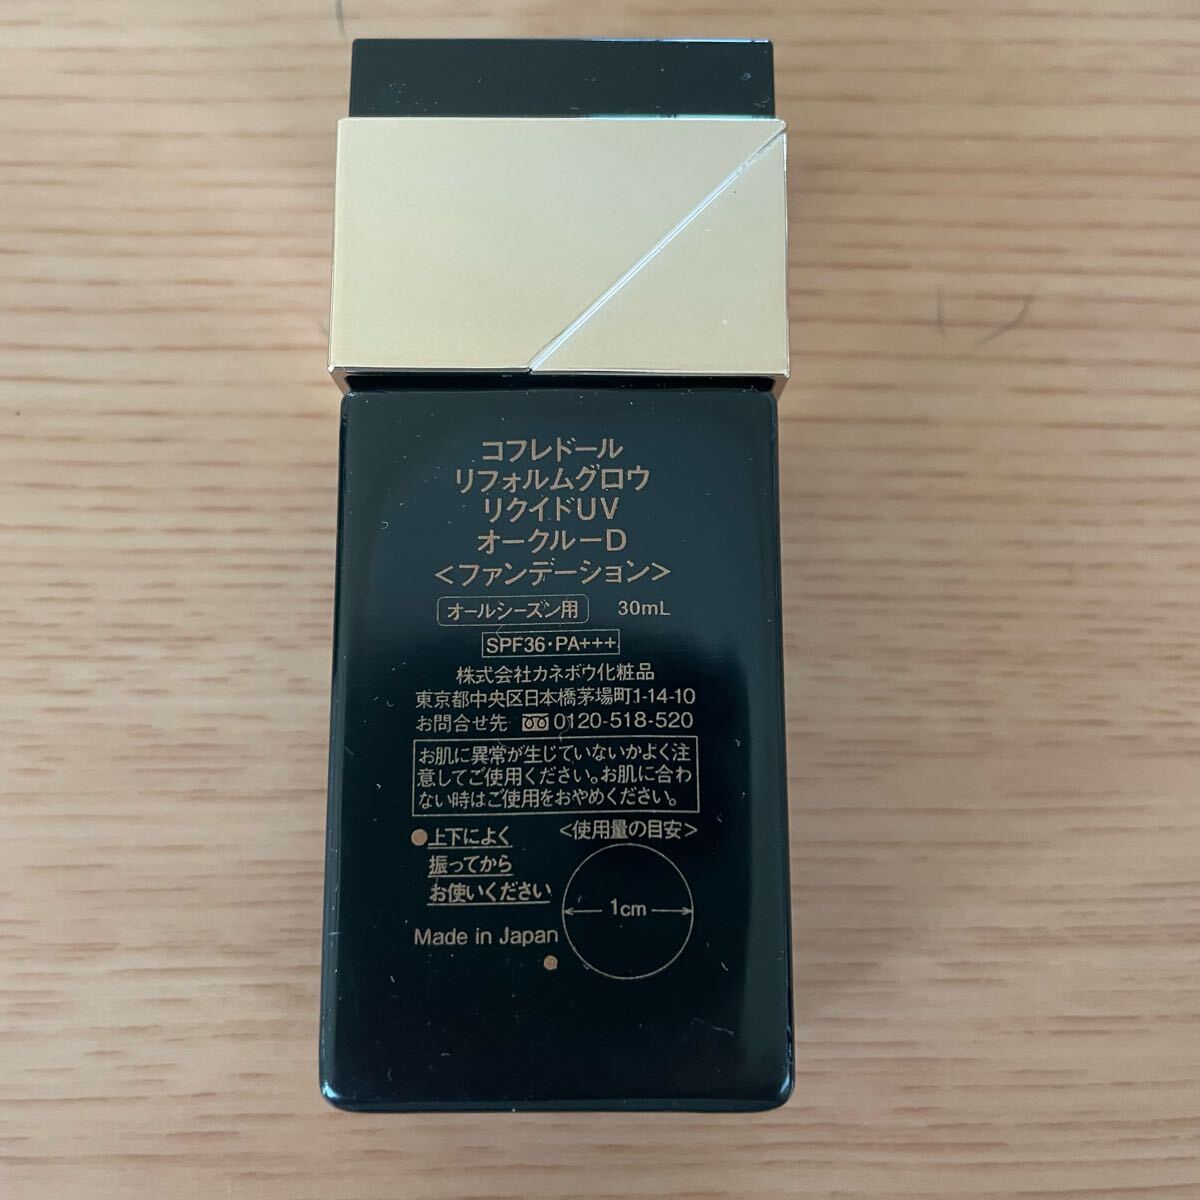 コフレドール
リフォルムグロウ
リクイドUV
オークルーD
<ファンデーション>
オールシーズン用 30mL
SPF36・PA+++
株式会社カネボウ化粧品
東京都中央区日本橋茅場町1-14-10
お問合せ先 0120-518-520
お肌に異常が生じていないかよく注
意してご使用ください。お肌に合わ
ない時はご使用をおやめください。
●上下によく
振ってから
お使いください
<使用量の目安>
1cm
Made in Japan